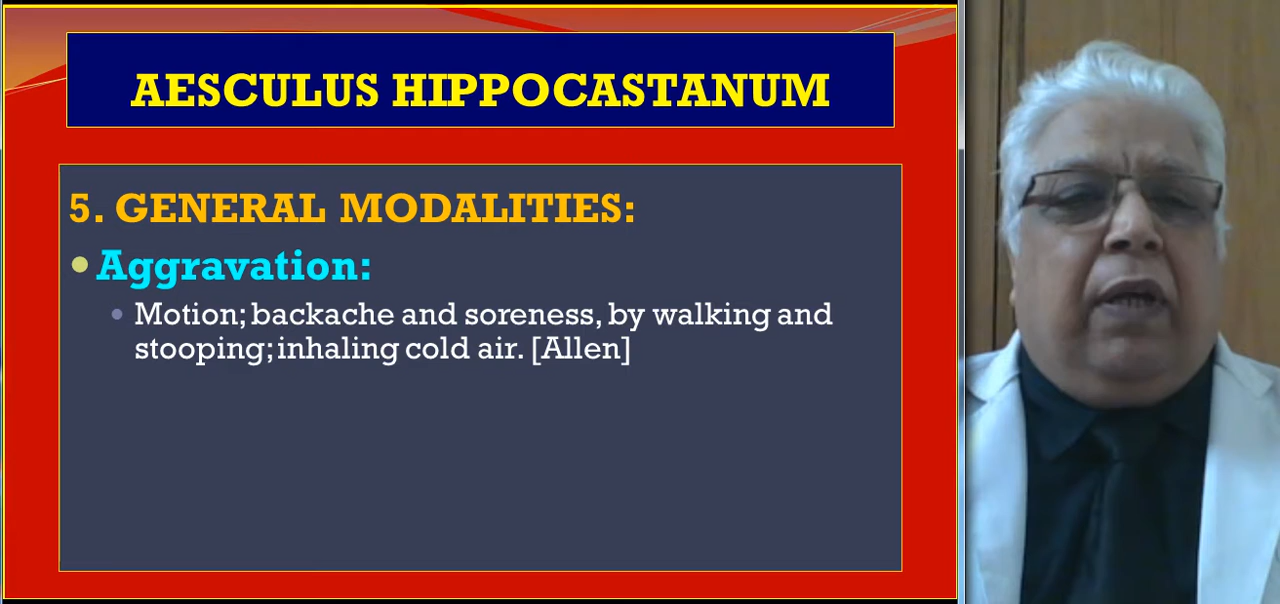 AESCULUS HIPPOCASTANUM
5. GENERAL MODALITIES:
Aggravation:
Motion; backache and soreness, by walking and
stooping; inhaling cold air. [Allen]